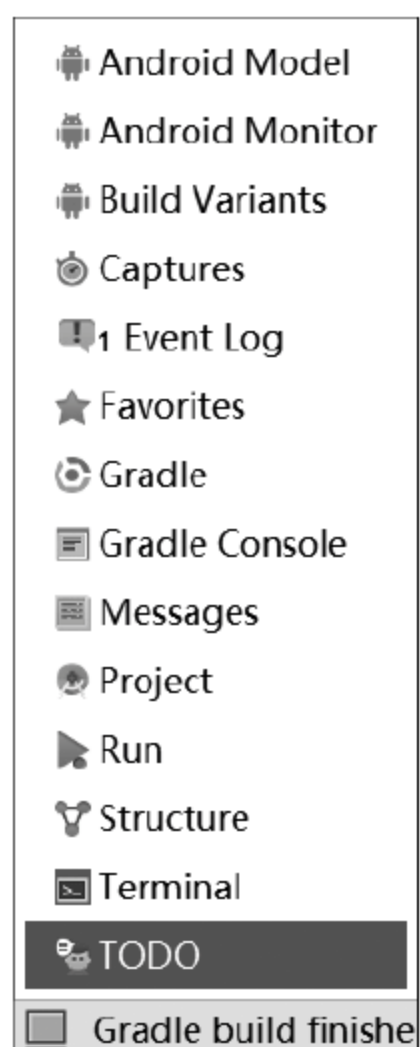 Android Model
Android Monitor
Build Variants
Captures
1 Event Log
Favorites
Gradle
Gradle Console
Messages
Project
Run
Structure
Terminal
TODO
Gradle build finishe